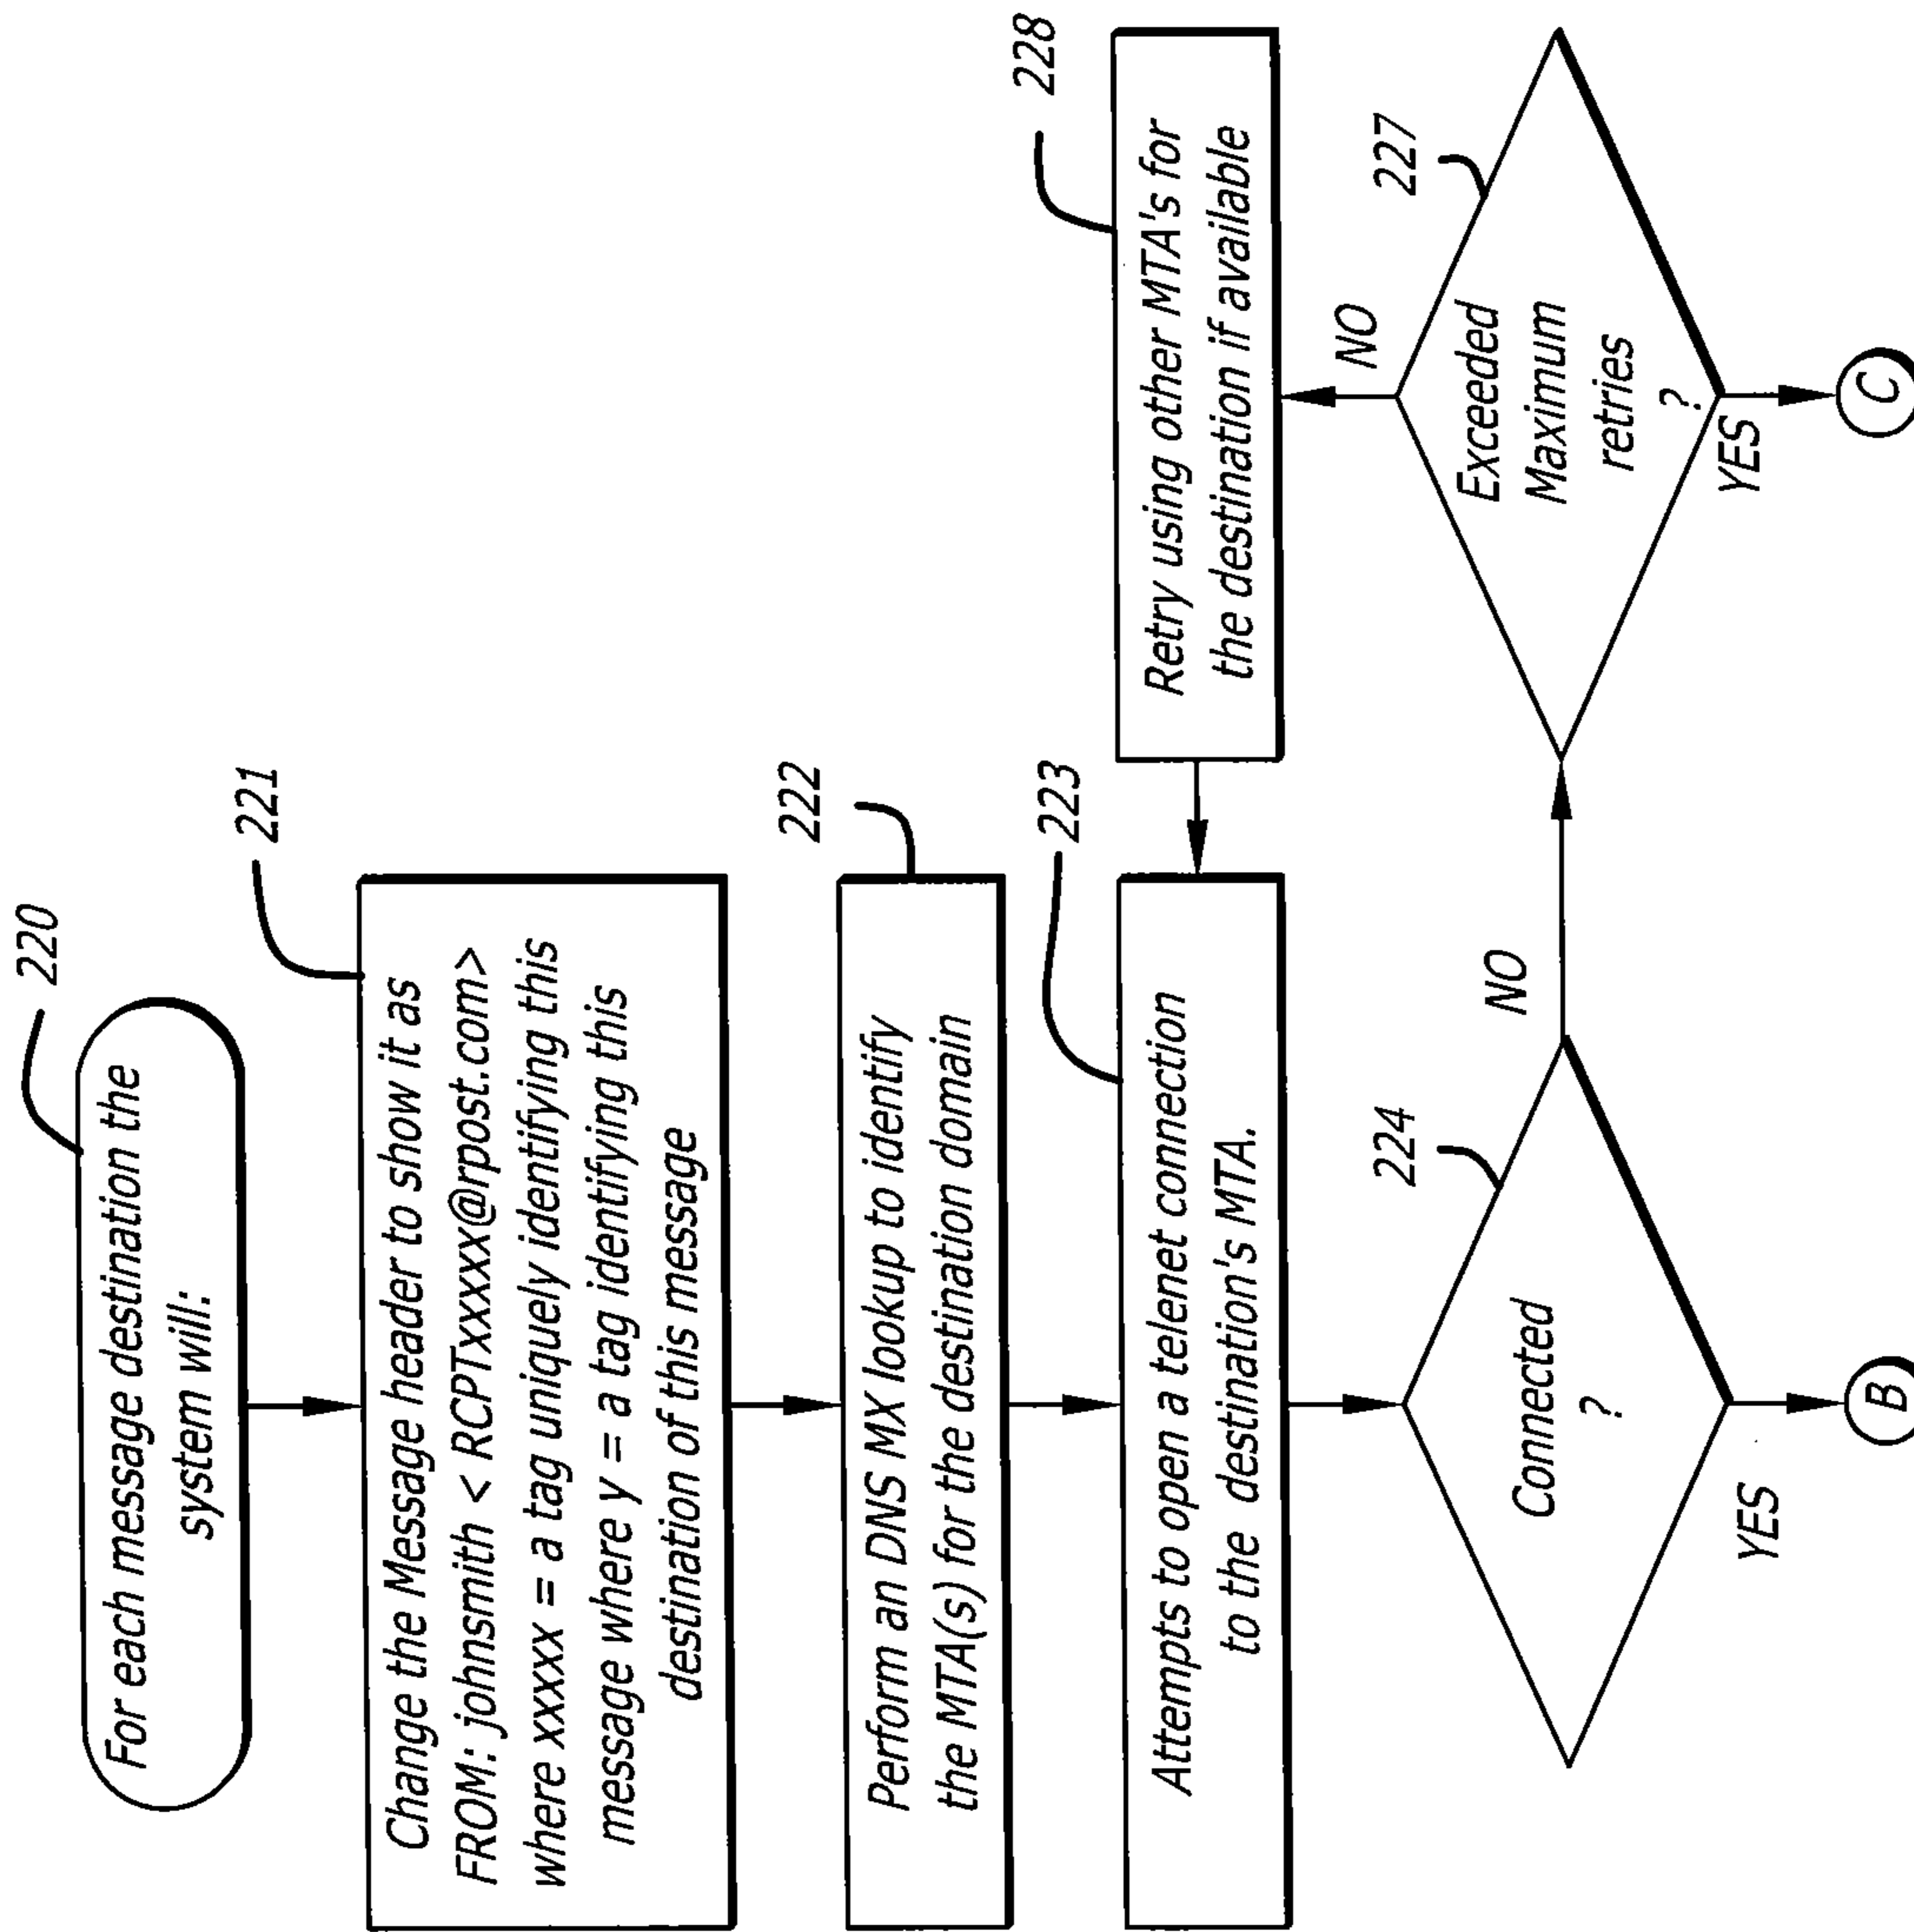 220
For each message destination the
system will:
221
Change the Message header to show it as
FROM: johnsmith < RCPTxxxxx@rpost.com>
where xxxxx = a tag uniquely identifying this
message where y = a tag identifying this
destination of this message
222
Perform an DNS MX lookup to identify
the MTA(s) for the destination domain
223
Attempts to open a telenet connection
to the destination's MTA.
228
Retry using other MTA's for
the destination if available
224
Connected
?
NO
YES
B
227
Exceeded
Maximum
retries
?
NO
YES
C